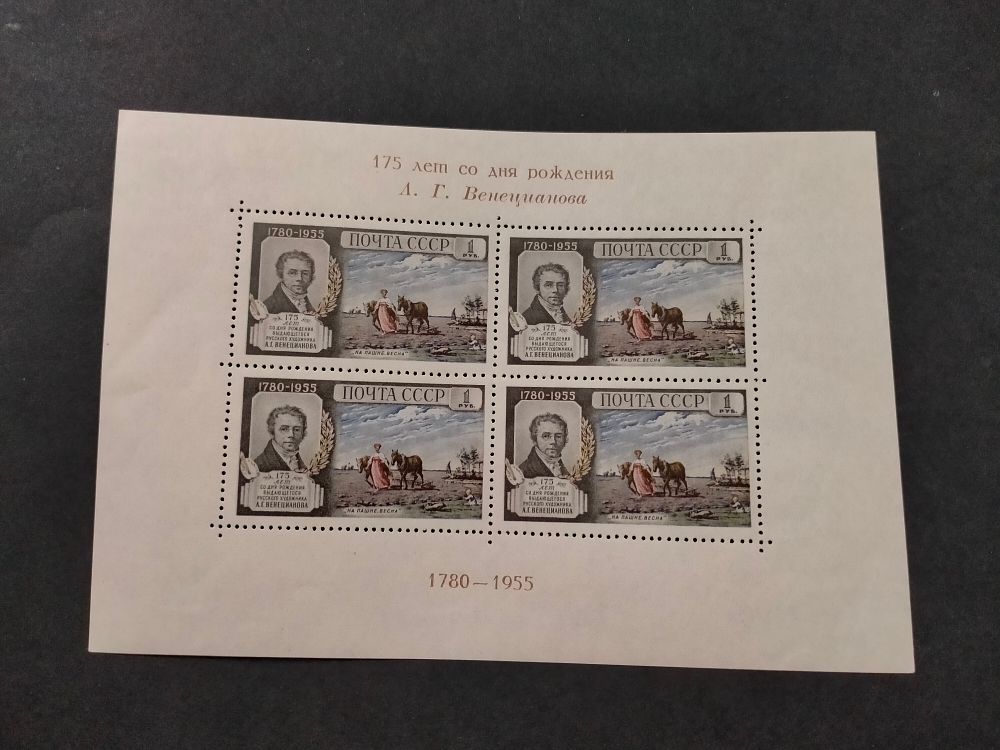 175 лет со дня рождения
А. Г. Венецианова
1780-1955
ПОЧТА СССР
1
РУБ.
175
ЛЕТ
СО ДНЯ РОЖДЕНИЯ
ВЫДАЮЩЕГОСЯ
РУССКОГО ХУДОЖНИКА
А.Г. ВЕНЕЦИАНОВА
„НА ПАШНЕ. ВЕСНА"
1780-1955
ПОЧТА СССР
1
РУБ.
175
ЛЕТ
СО ДНЯ РОЖДЕНИЯ
ВЫДАЮЩЕГОСЯ
РУССКОГО ХУДОЖНИКА
А.Г. ВЕНЕЦИАНОВА
„НА ПАШНЕ. ВЕСНА"
1780-1955
ПОЧТА СССР
1
РУБ.
175
ЛЕТ
СО ДНЯ РОЖДЕНИЯ
ВЫДАЮЩЕГОСЯ
РУССКОГО ХУДОЖНИКА
А.Г. ВЕНЕЦИАНОВА
„НА ПАШНЕ. ВЕСНА"
1780-1955
ПОЧТА СССР
1
РУБ.
175
ЛЕТ
СО ДНЯ РОЖДЕНИЯ
ВЫДАЮЩЕГОСЯ
РУССКОГО ХУДОЖНИКА
А.Г. ВЕНЕЦИАНОВА
„НА ПАШНЕ. ВЕСНА"
1780—1955